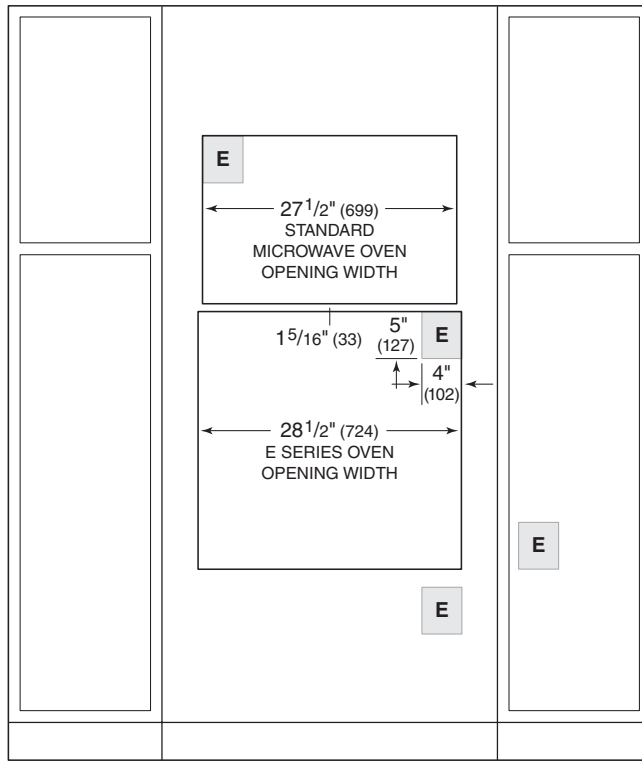 E
27 1/2" (699)
STANDARD
MICROWAVE OVEN
OPENING WIDTH
1 5/16" (33)
5"
(127)
E
4"
(102)
28 1/2" (724)
E SERIES OVEN
OPENING WIDTH
E
E